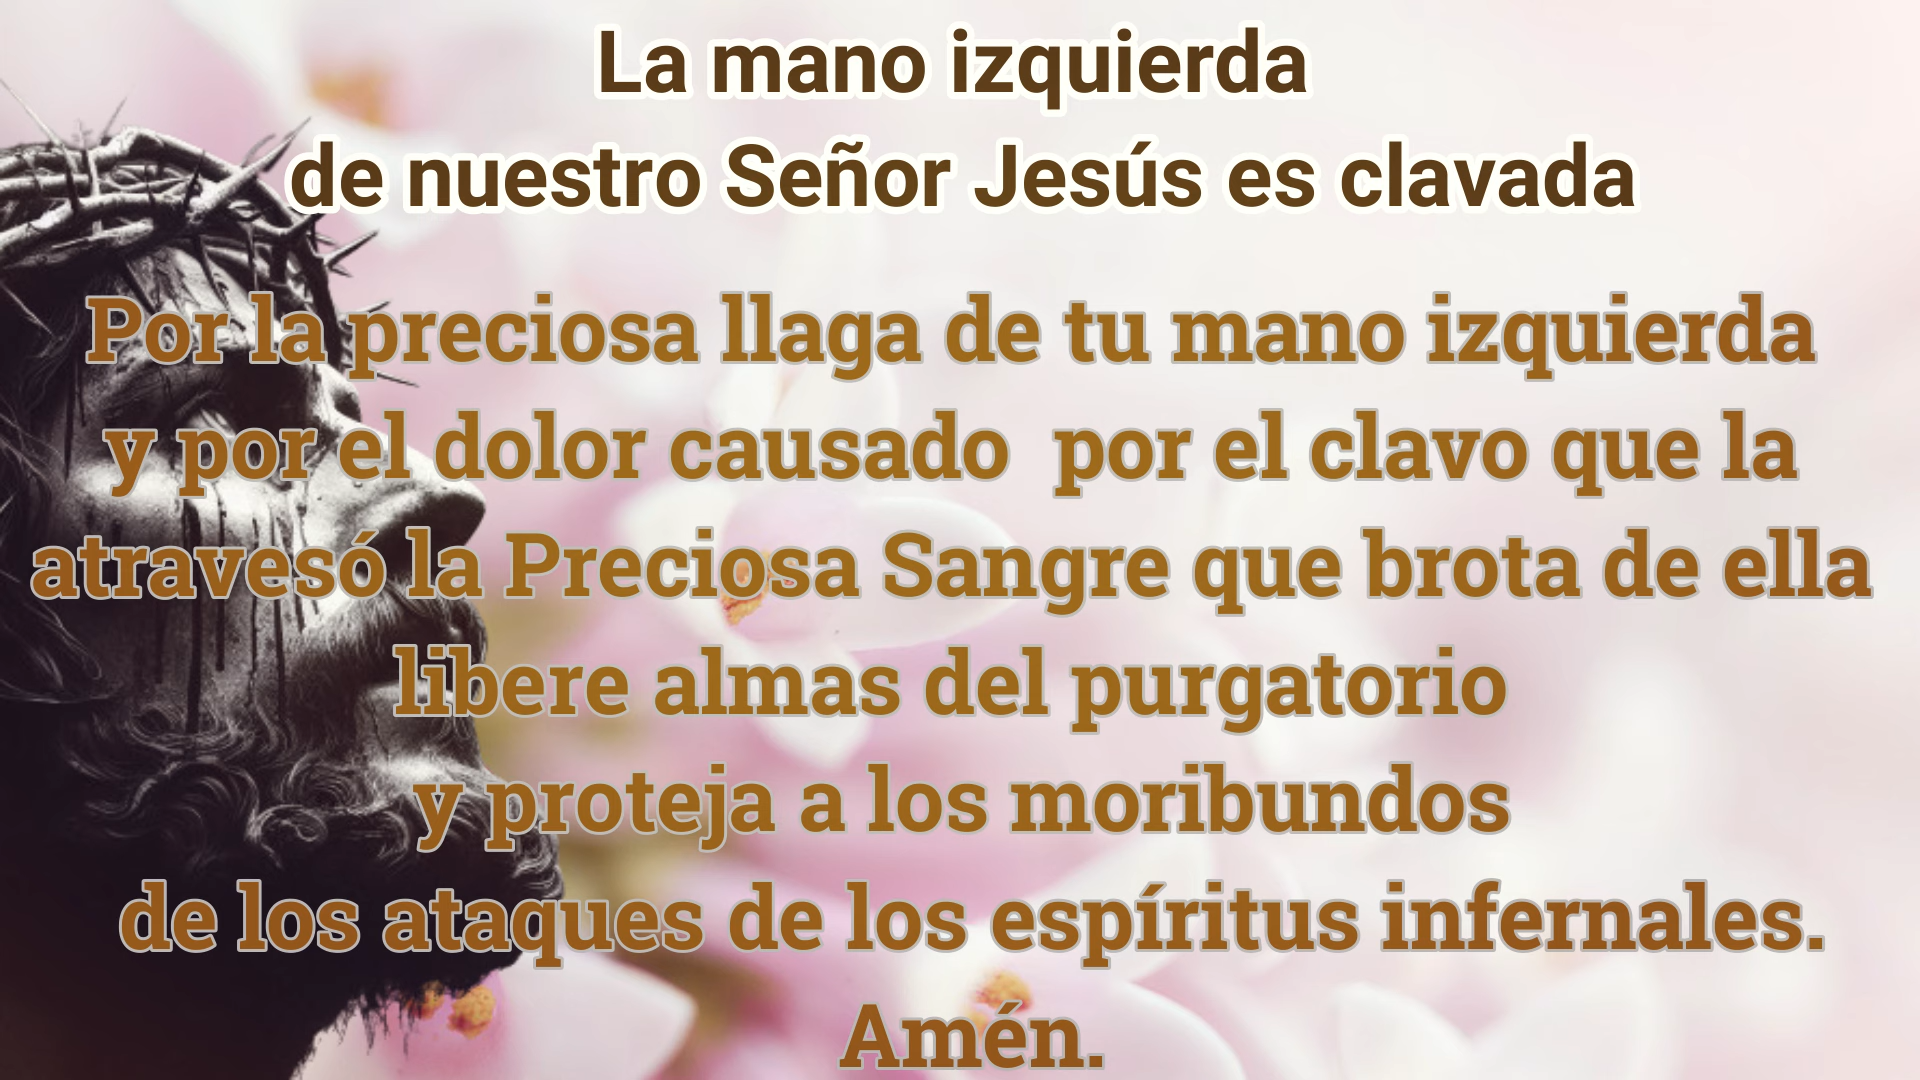 La mano izquierda
de nuestro Señor Jesús es clavada
Por la preciosa llaga de tu mano izquierda
y por el dolor causado  por el clavo que la
atravesó la Preciosa Sangre que brota de ella
libere almas del purgatorio
y proteja a los moribundos
de los ataques de los espíritus infernales.
Amén.